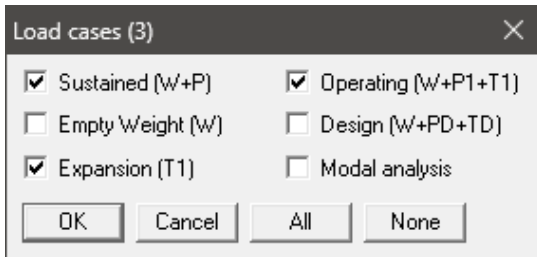 Load cases (3)
Sustained (W+P) Operating (W+P1+T1)
Empty Weight (W) Design (W+PD+TD)
Expansion (T1) Modal analysis
OK Cancel All None